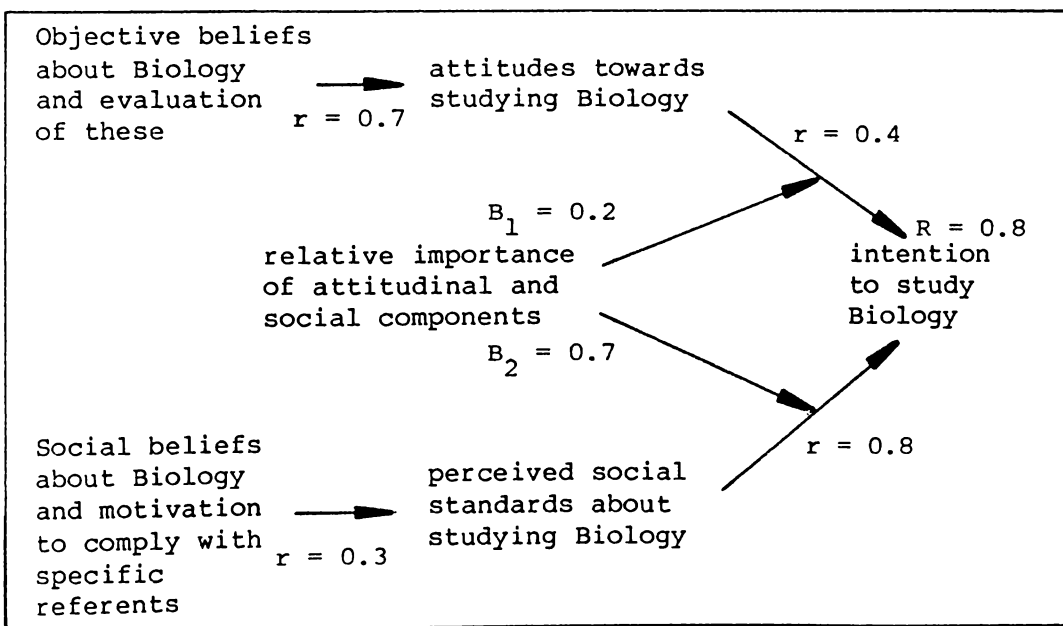 Objective beliefs
about Biology
and evaluation
of these
r = 0.7
attitudes towards
studying Biology
r = 0.4
B1 = 0.2
relative importance
of attitudinal and
social components
B2 = 0.7
R = 0.8
intention
to study
Biology
Social beliefs
about Biology
and motivation
to comply with
specific
referents
r = 0.3
perceived social
standards about
studying Biology
r = 0.8